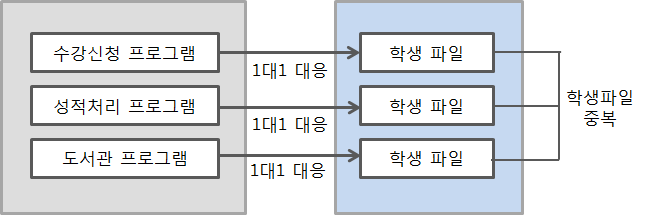 수강신청 프로그램
1대1 대응
학생 파일
성적처리 프로그램
1대1 대응
학생 파일
도서관 프로그램
1대1 대응
학생 파일
학생파일
중복